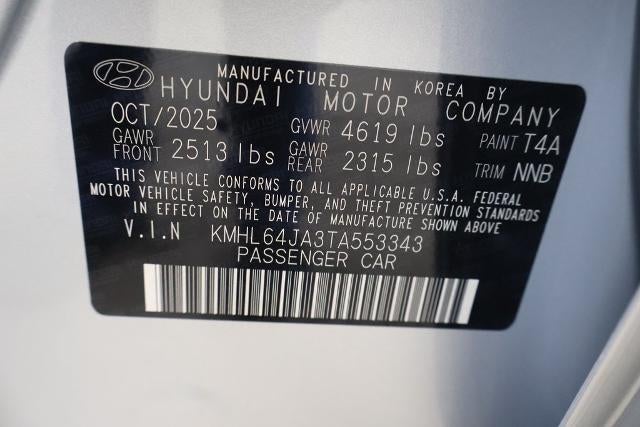 MANUFACTURED IN KOREA BY
HYUNDAI MOTOR COMPANY
OCT/2025 GVWR 4619 lbs PAINT T4A
GAWR FRONT 2513 lbs GAWR REAR 2315 lbs TRIM NNB
THIS VEHICLE CONFORMS TO ALL APPLICABLE U.S.A. FEDERAL
MOTOR VEHICLE SAFETY, BUMPER, AND THEFT PREVENTION STANDARDS
IN EFFECT ON THE DATE OF MANUFACTURE SHOWN ABOVE
V.I.N KMHL64JA3TA553343
PASSENGER CAR